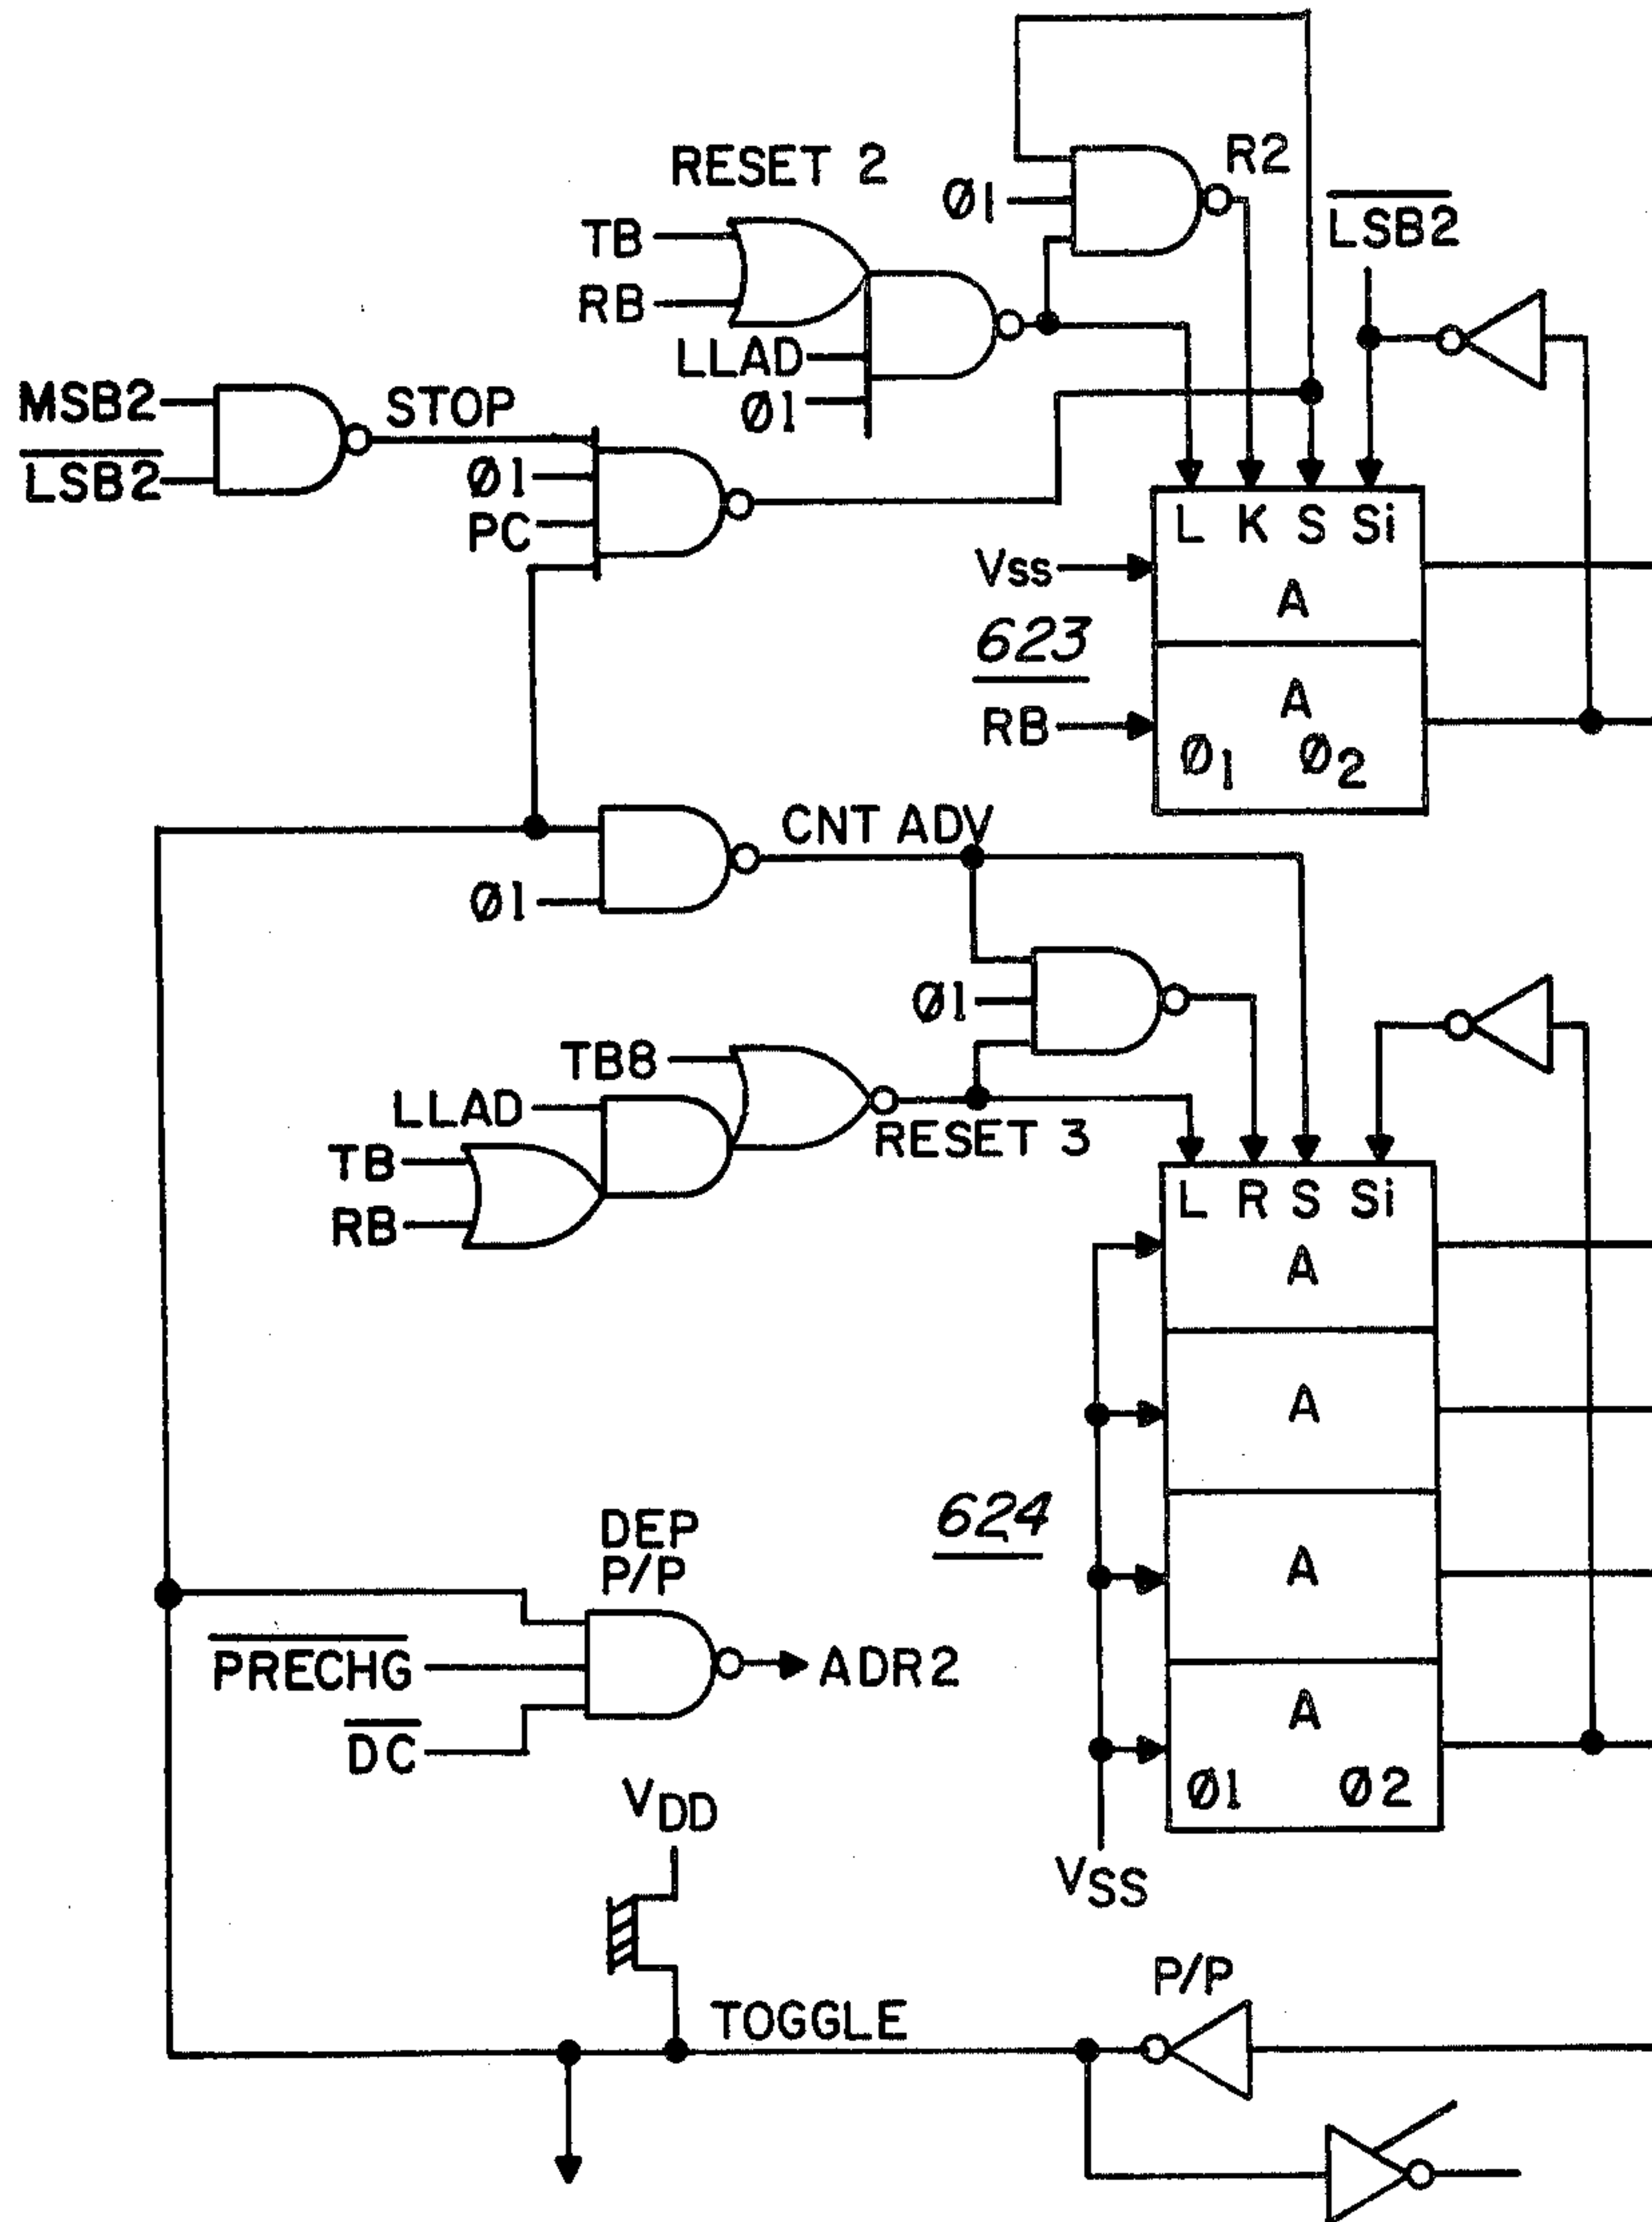 RESET 2
R2
Ø1
LSB2
TB
RB
LLAD
Ø1
MSB2
STOP
LSB2
Ø1
PC
L K S Si
Vss
A
623
A
RB
Ø1 Ø2
CNT ADV
Ø1
Ø1
TB8
LLAD
RESET 3
TB
RB
L R S Si
A
A
624
DEP
P/P
A
PRECHG
ADR2
A
DC
Ø1 Ø2
VDD
VSS
P/P
TOGGLE